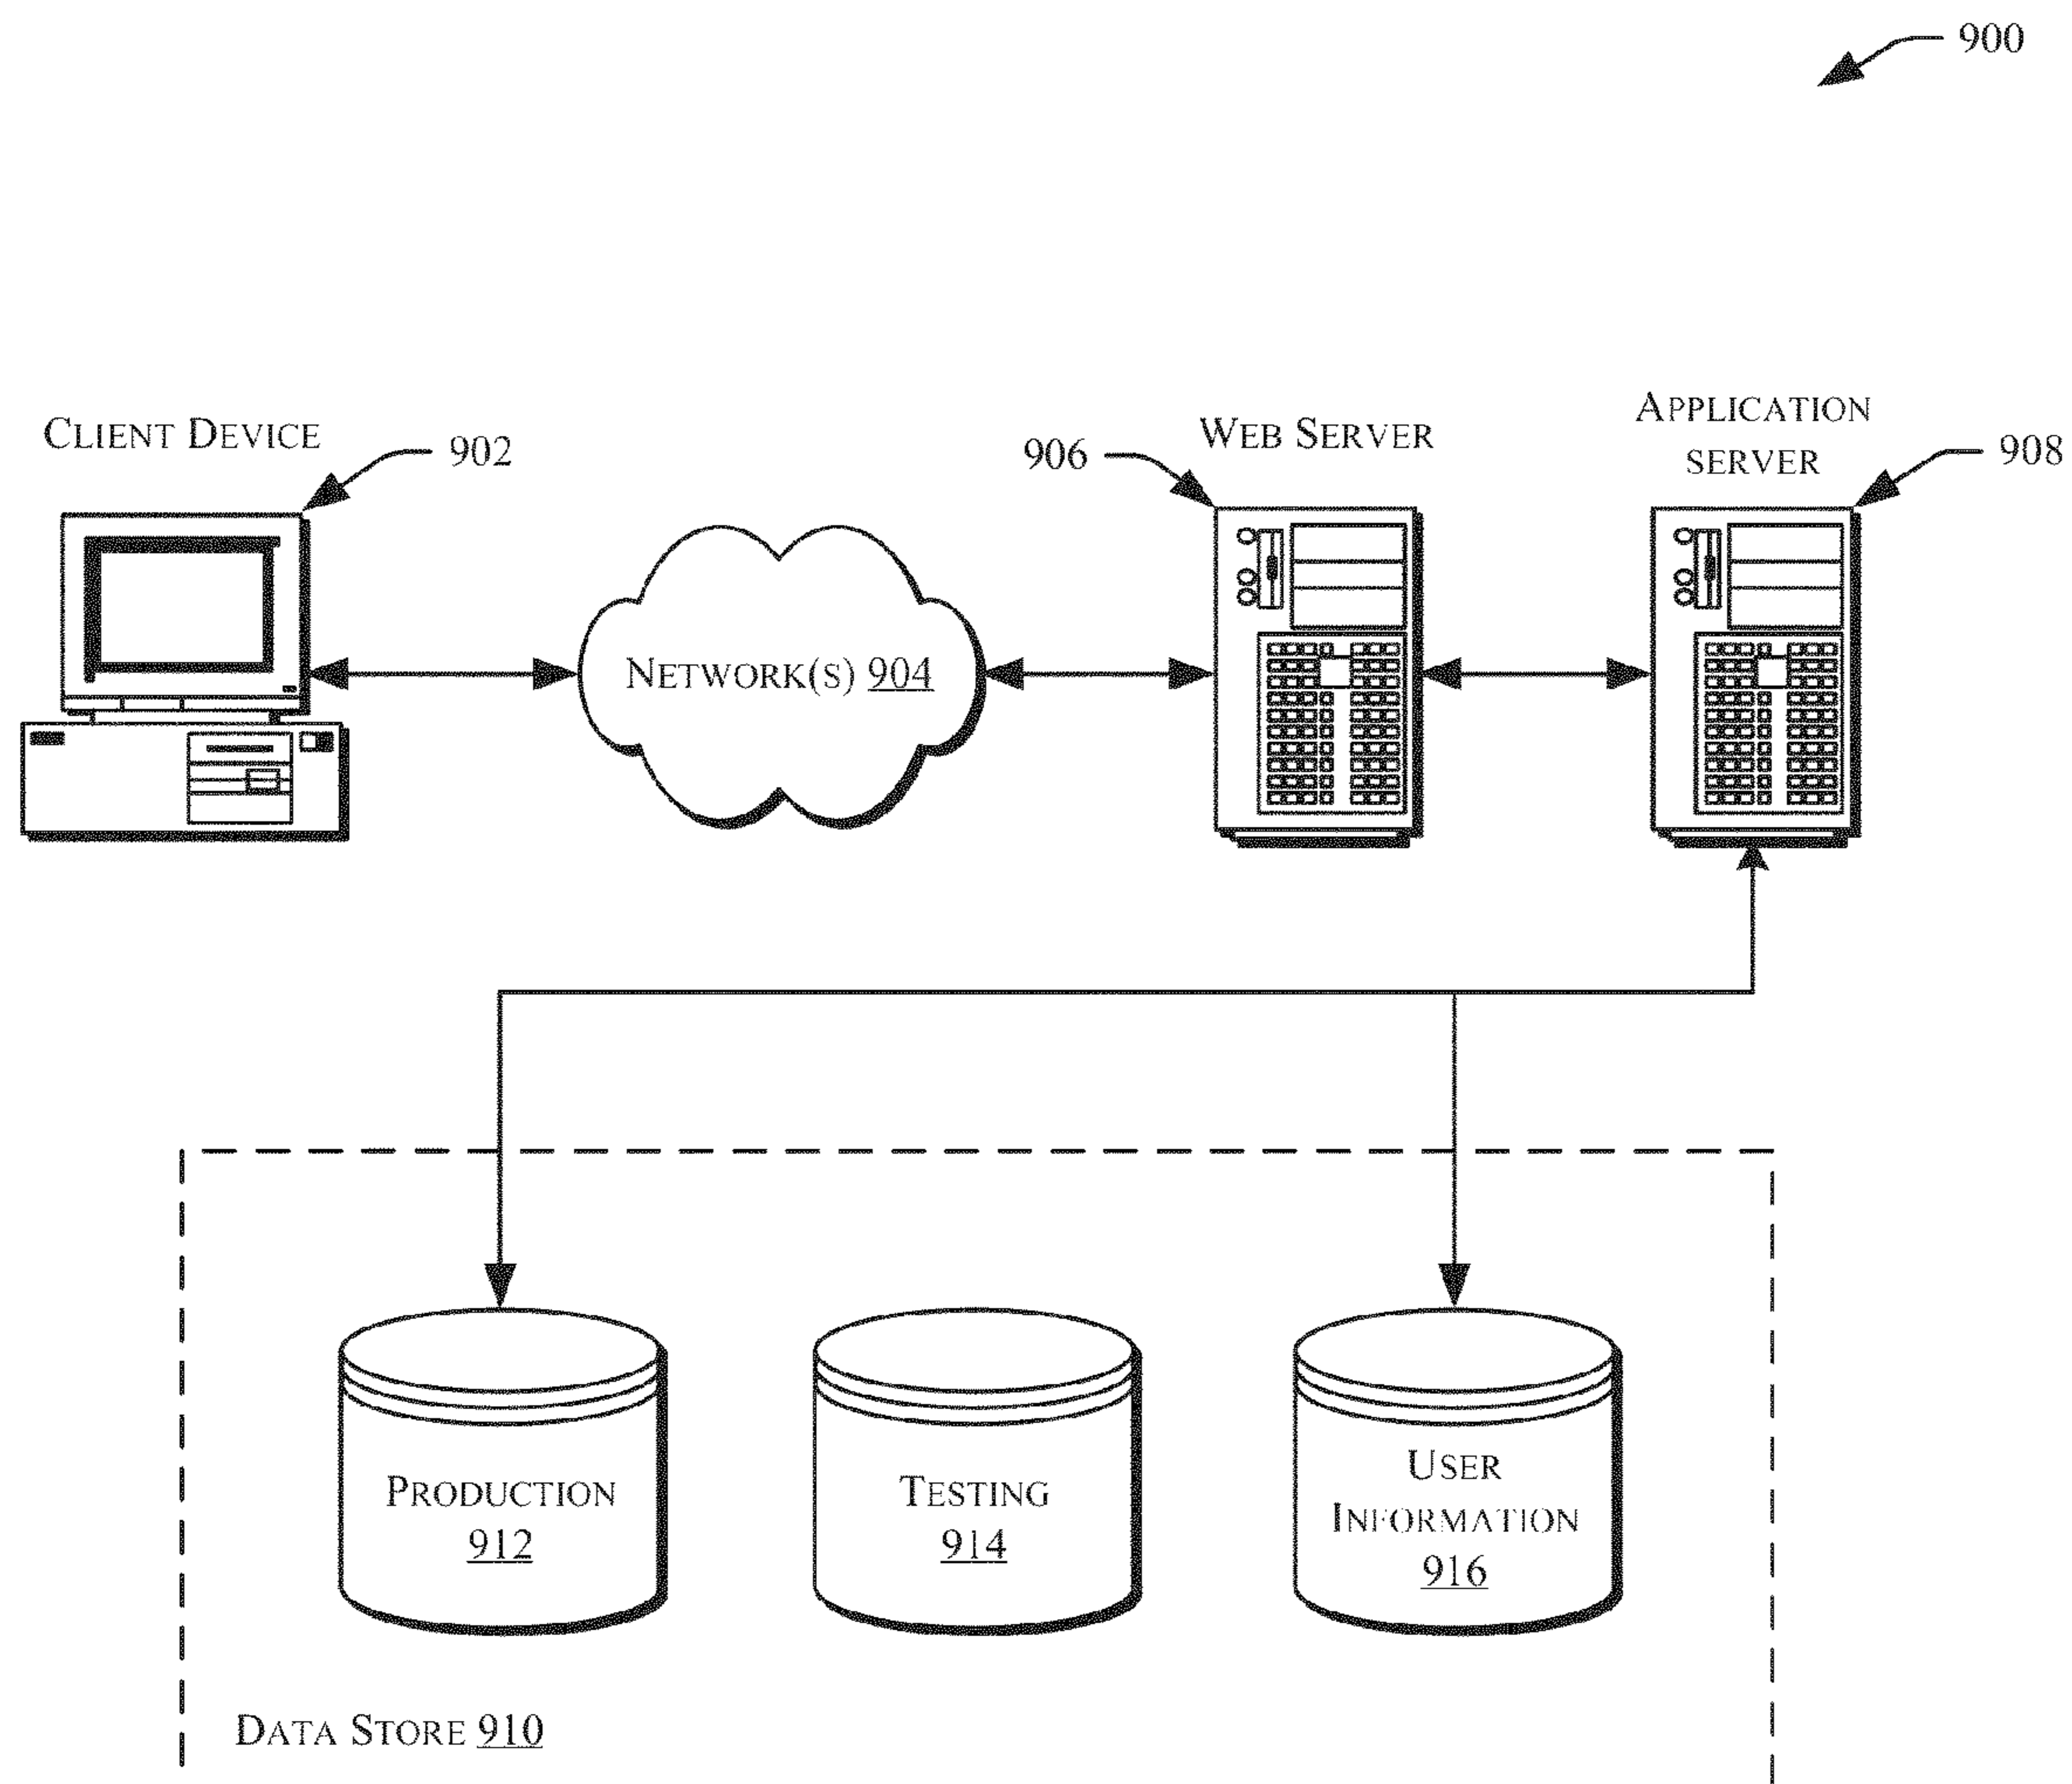 900
CLIENT DEVICE
902
906
WEB SERVER
APPLICATION
SERVER
908
NETWORK(S) 904
PRODUCTION
912
TESTING
914
USER
INFORMATION
916
DATA STORE 910